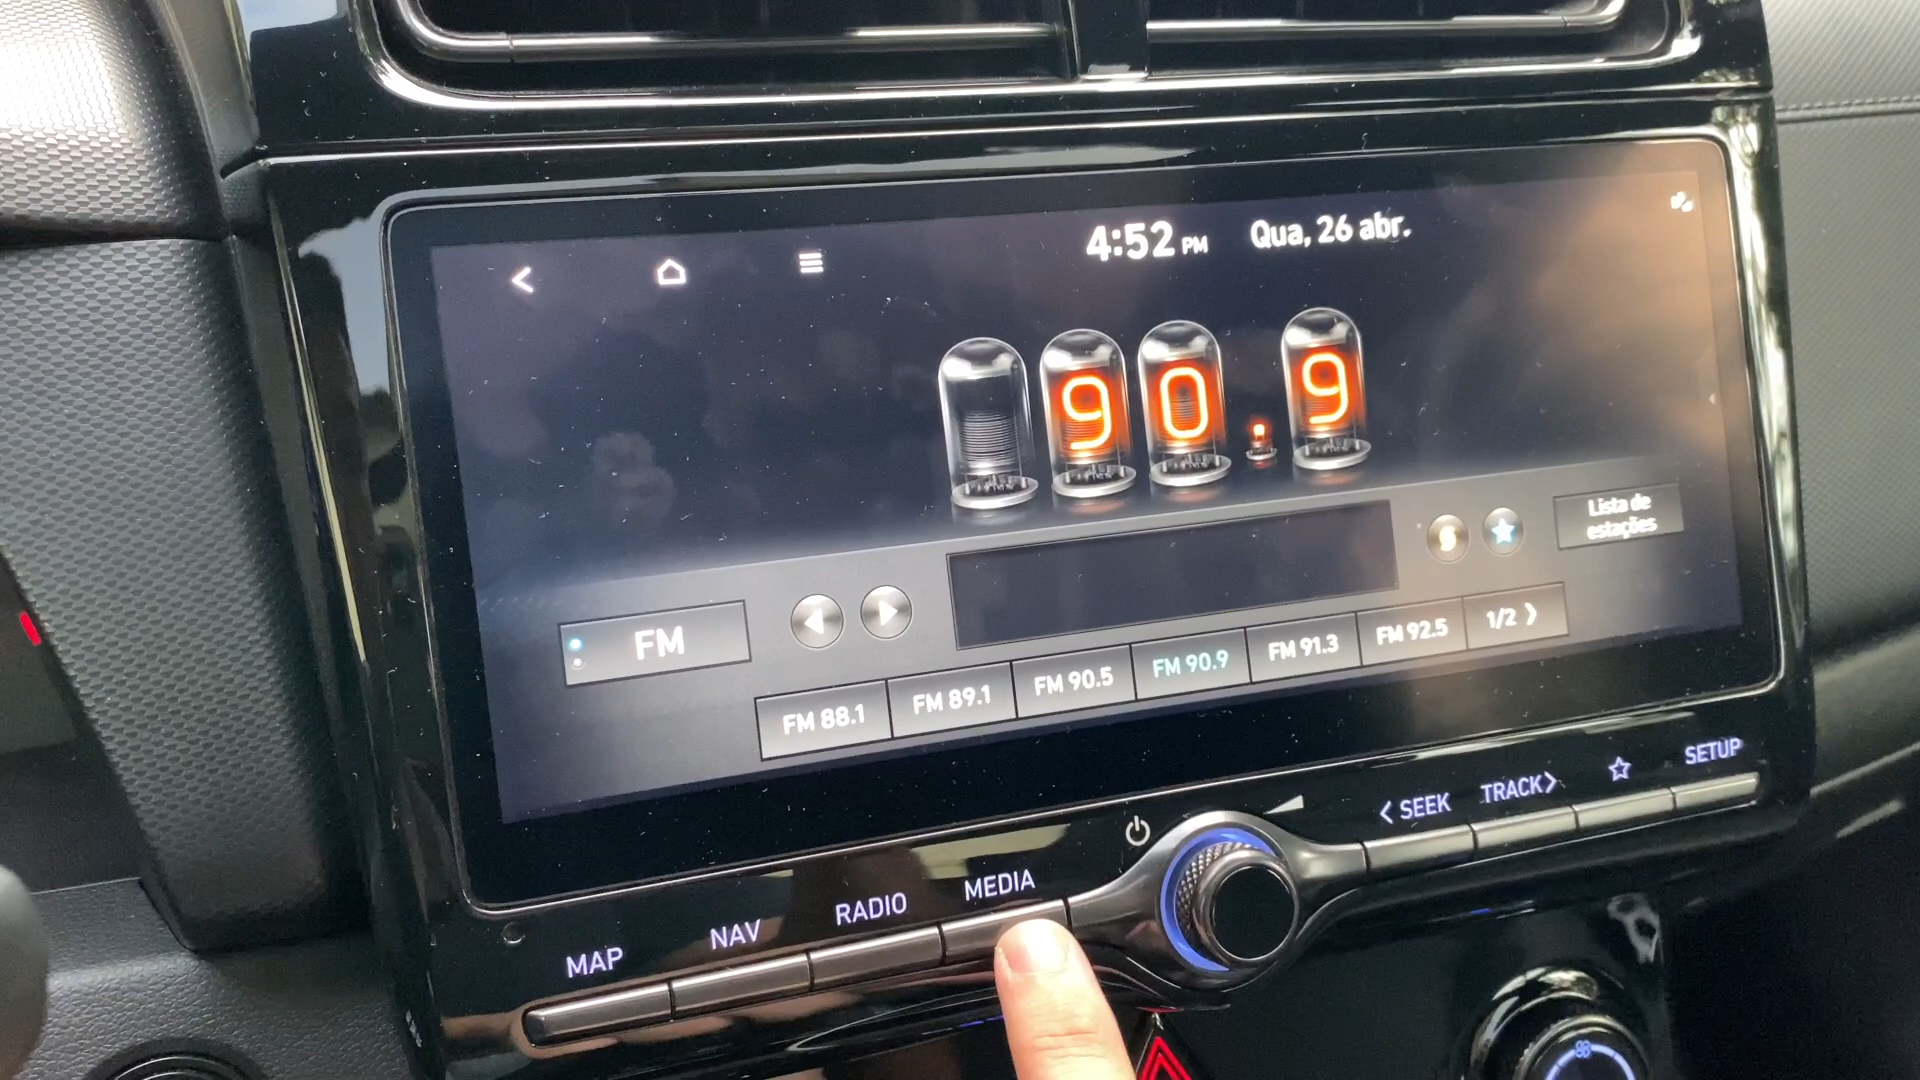 4:52 PM Qua, 26 abr.
90.9
Lista de
estações
FM
FM 88.1
FM 89.1
FM 90.5
FM 90.9
FM 91.3
FM 92.5
1/2 >
MAP
NAV
RADIO
MEDIA
< SEEK
TRACK >
SETUP